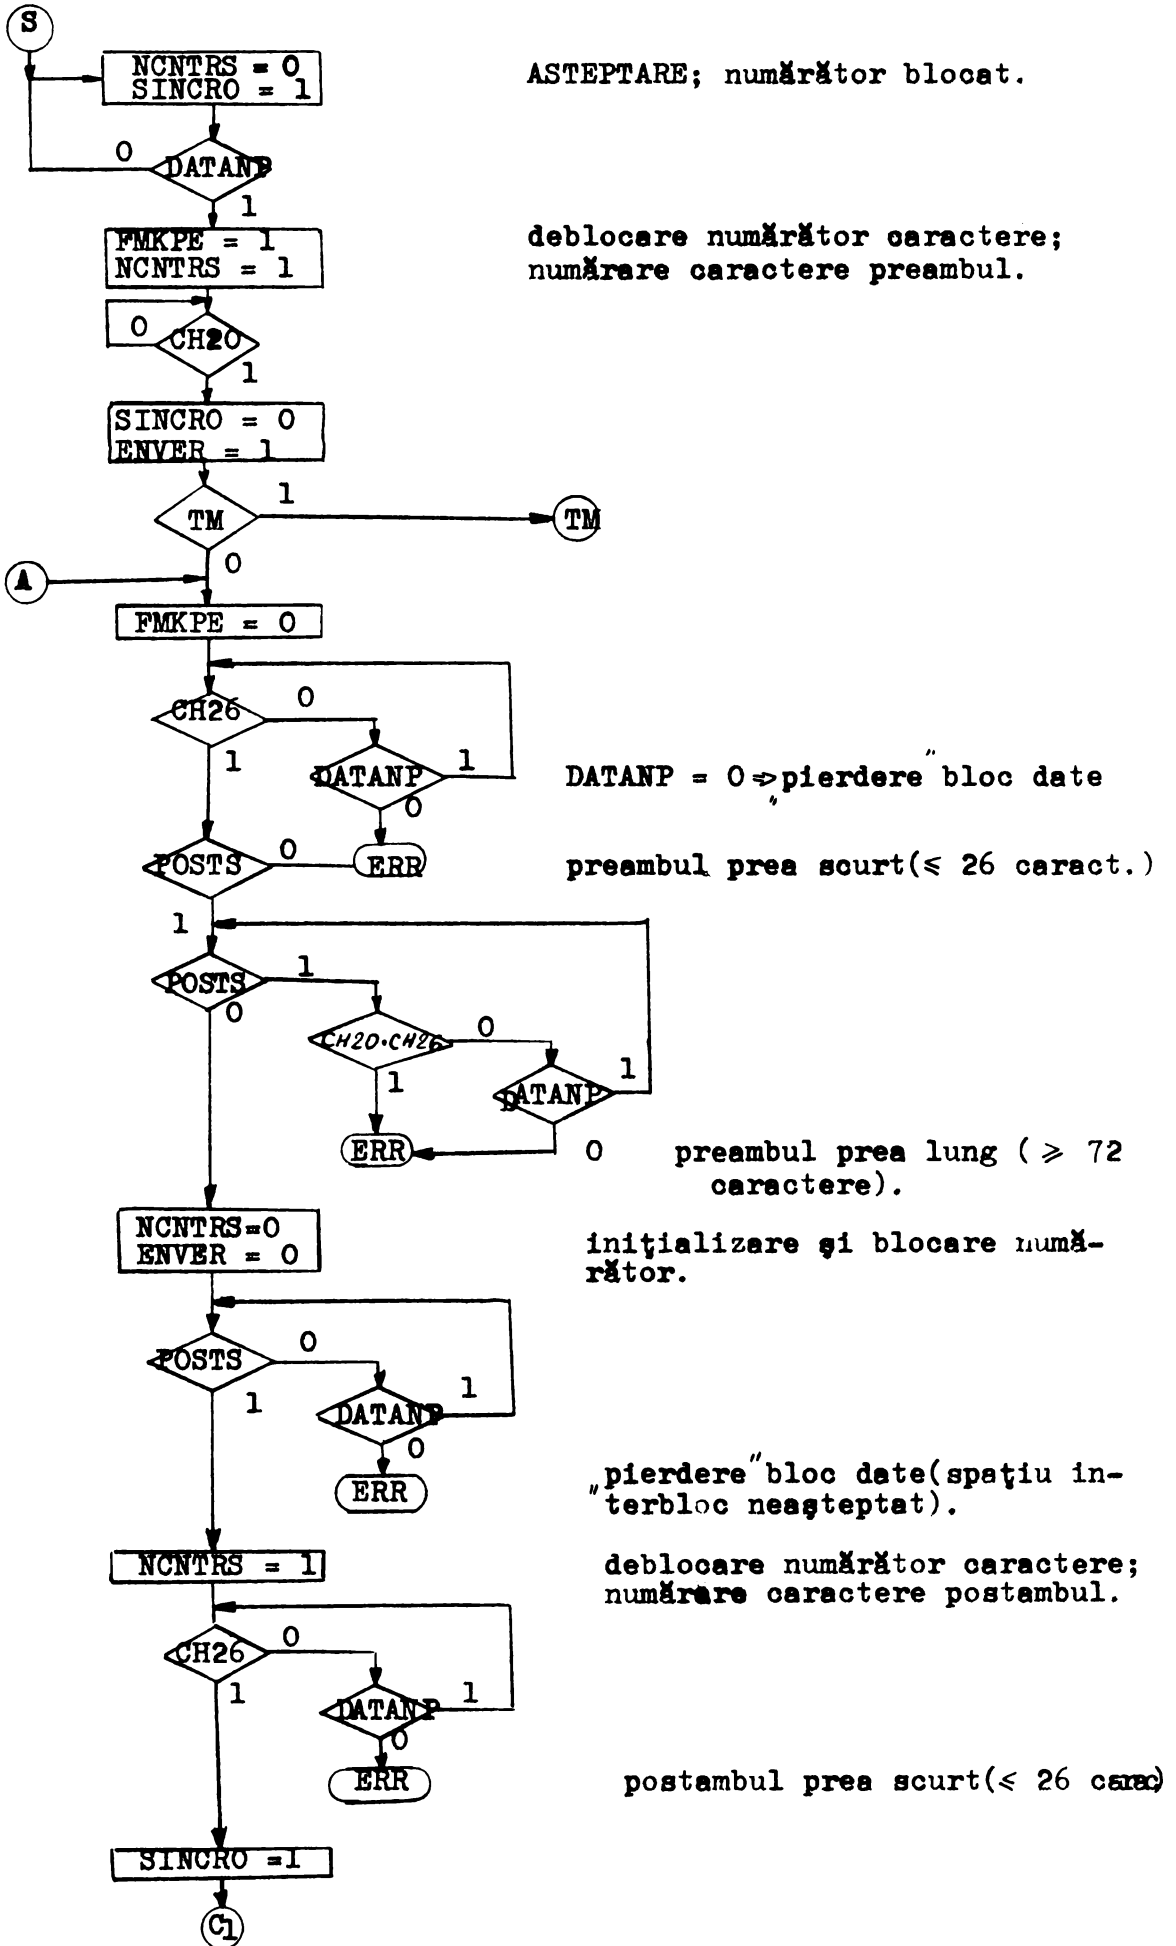 S
NCNTRS = 0
SINCRO = 1
ASTEPTARE; numărător blocat.
0
DATANP
1
FMKPE = 1
NCNTRS = 1
deblocare numărător caractere;
numărare caractere preambul.
0
CH20
1
SINCRO = 0
ENVER = 1
1
TM
TM
0
A
FMKPE = 0
CH26
0
1
DATANP
1
0
DATANP = 0 ⇒ "pierdere" bloc date
POSTS
0
ERR
preambul prea scurt(⩽ 26 caract.)
1
POSTS
1
0
CH20·CH26
0
1
DATANP
1
ERR
0
preambul prea lung ( ⩾ 72
caractere).
NCNTRS=0
ENVER = 0
iniţializare şi blocare numă-
rător.
POSTS
0
1
DATANP
1
0
ERR
"pierdere" bloc date(spaţiu in-
terbloc neaşteptat).
NCNTRS = 1
deblocare numărător caractere;
numărare caractere postambul.
CH26
0
1
DATANP
1
0
ERR
postambul prea scurt(⩽ 26 carac)
SINCRO =1
C1